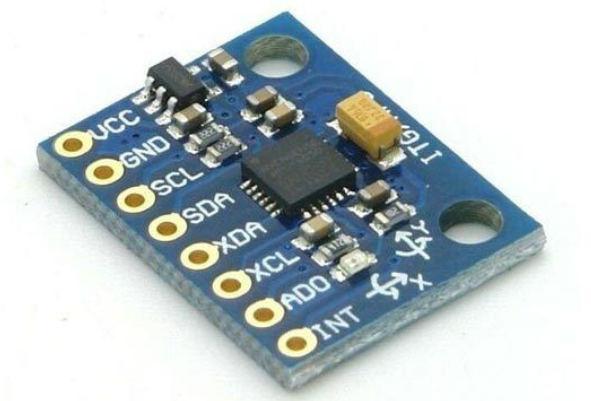 VCC
GND
SCL
SDA
XDA
XCL
ADO
INT
ITG
Y
X